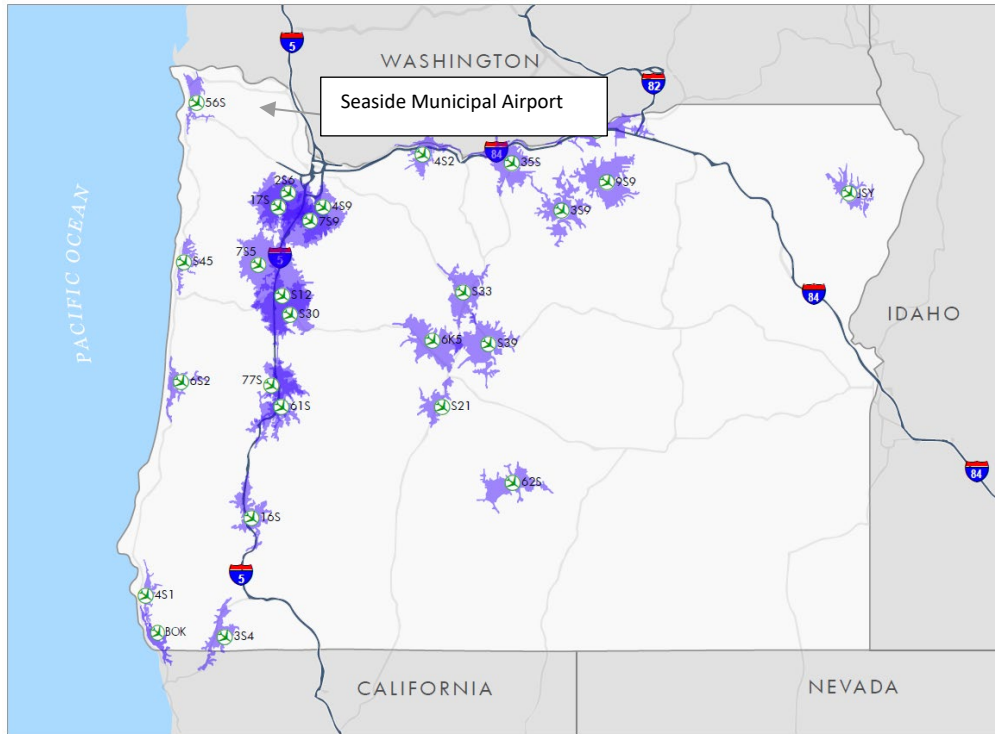 5
WASHINGTON
82
Seaside Municipal Airport
56S
4S2
84
35S
2S6
17S
4S9
7S9
9S9
3S9
JSY
PACIFIC OCEAN
S45
7S5
5
S12
S30
S33
84
IDAHO
6K5
S39
6S2
77S
61S
S21
62S
84
16S
5
4S1
BOK
3S4
CALIFORNIA
NEVADA